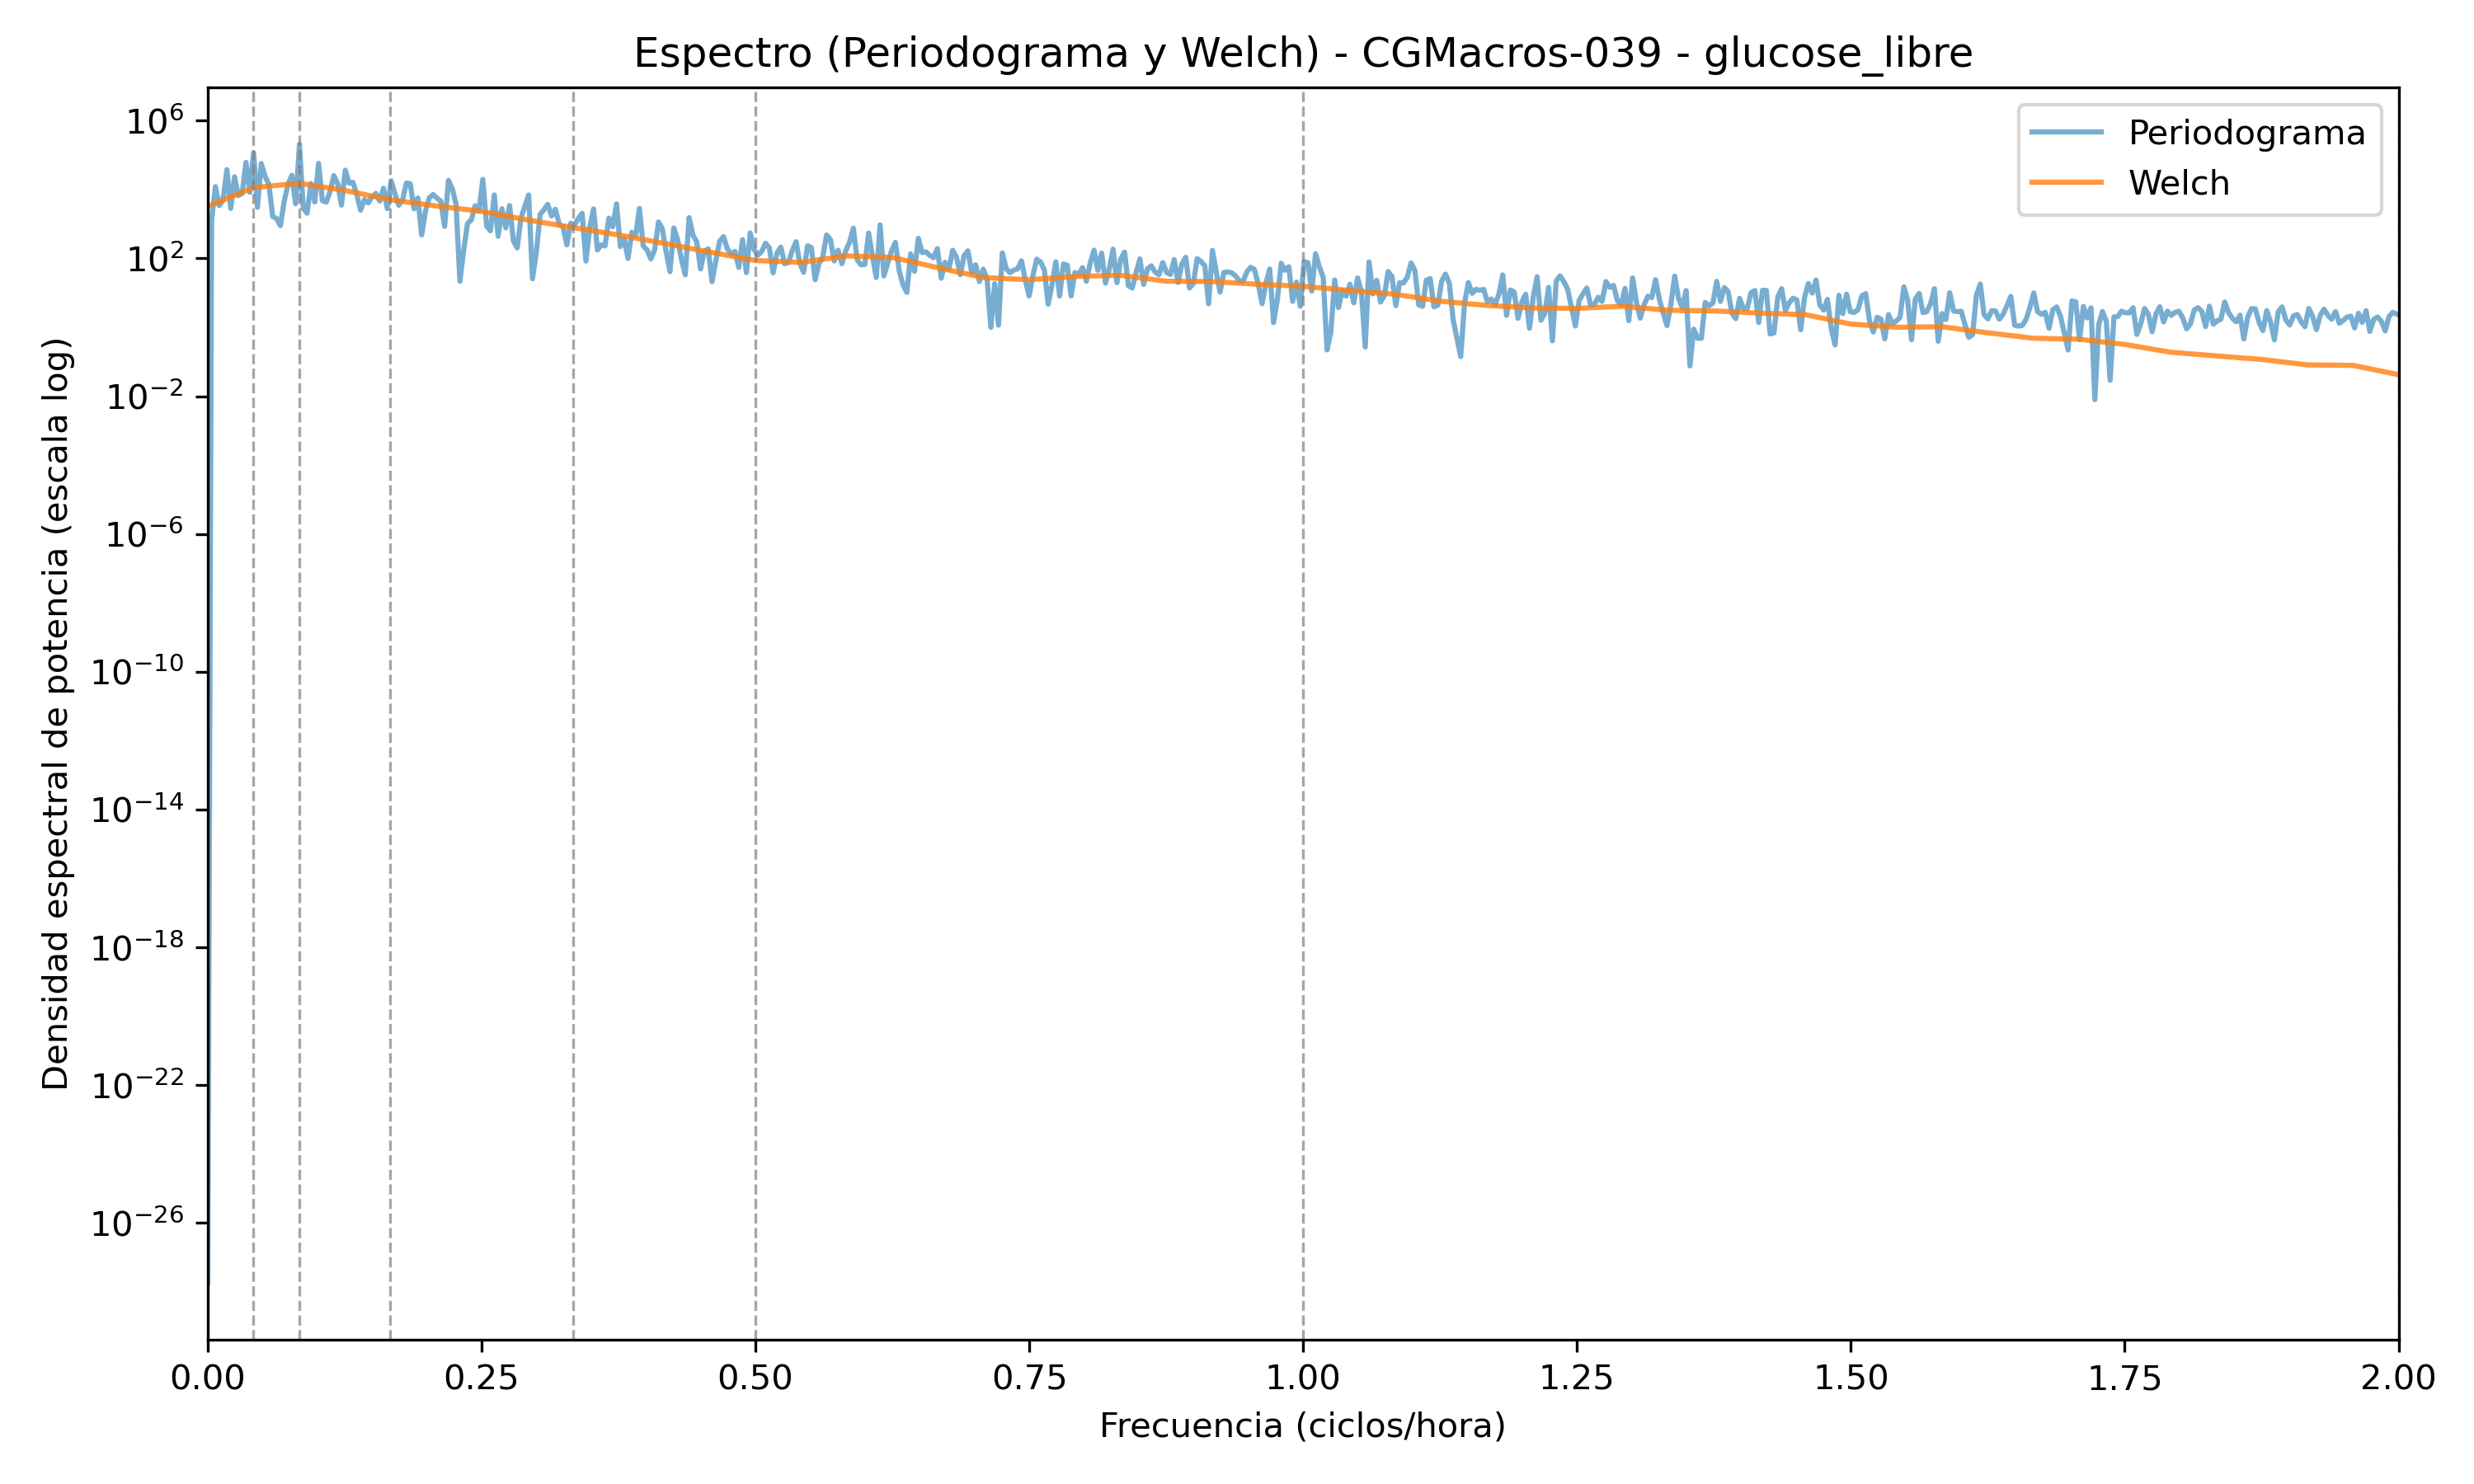 Espectro (Periodograma y Welch) - CGMacros-039 - glucose_libre
Periodograma
Welch
Densidad espectral de potencia (escala log)
10^6
10^2
10^−2
10^−6
10^−10
10^−14
10^−18
10^−22
10^−26
0.00 0.25 0.50 0.75 1.00 1.25 1.50 1.75 2.00
Frecuencia (ciclos/hora)